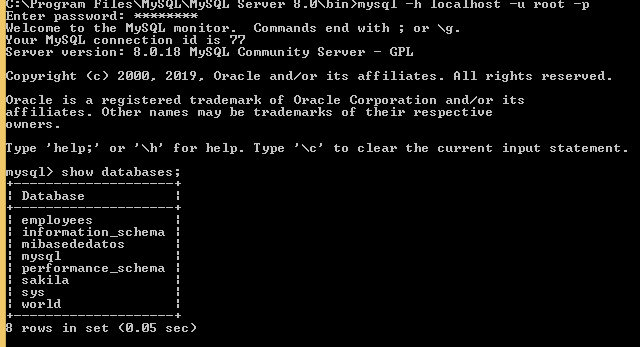 C:\Program Files\MySQL\MySQL Server 8.0\bin>mysql -h localhost -u root -p
Enter password: ********
Welcome to the MySQL monitor.  Commands end with ; or \g.
Your MySQL connection id is 77
Server version: 8.0.18 MySQL Community Server - GPL

Copyright (c) 2000, 2019, Oracle and/or its affiliates. All rights reserved.

Oracle is a registered trademark of Oracle Corporation and/or its
affiliates. Other names may be trademarks of their respective
owners.

Type 'help;' or '\h' for help. Type '\c' to clear the current input statement.

mysql> show databases;
+--------------------+
| Database           |
+--------------------+
| employees          |
| information_schema |
| mibasededatos      |
| mysql              |
| performance_schema |
| sakila             |
| sys                |
| world              |
+--------------------+
8 rows in set (0.05 sec)